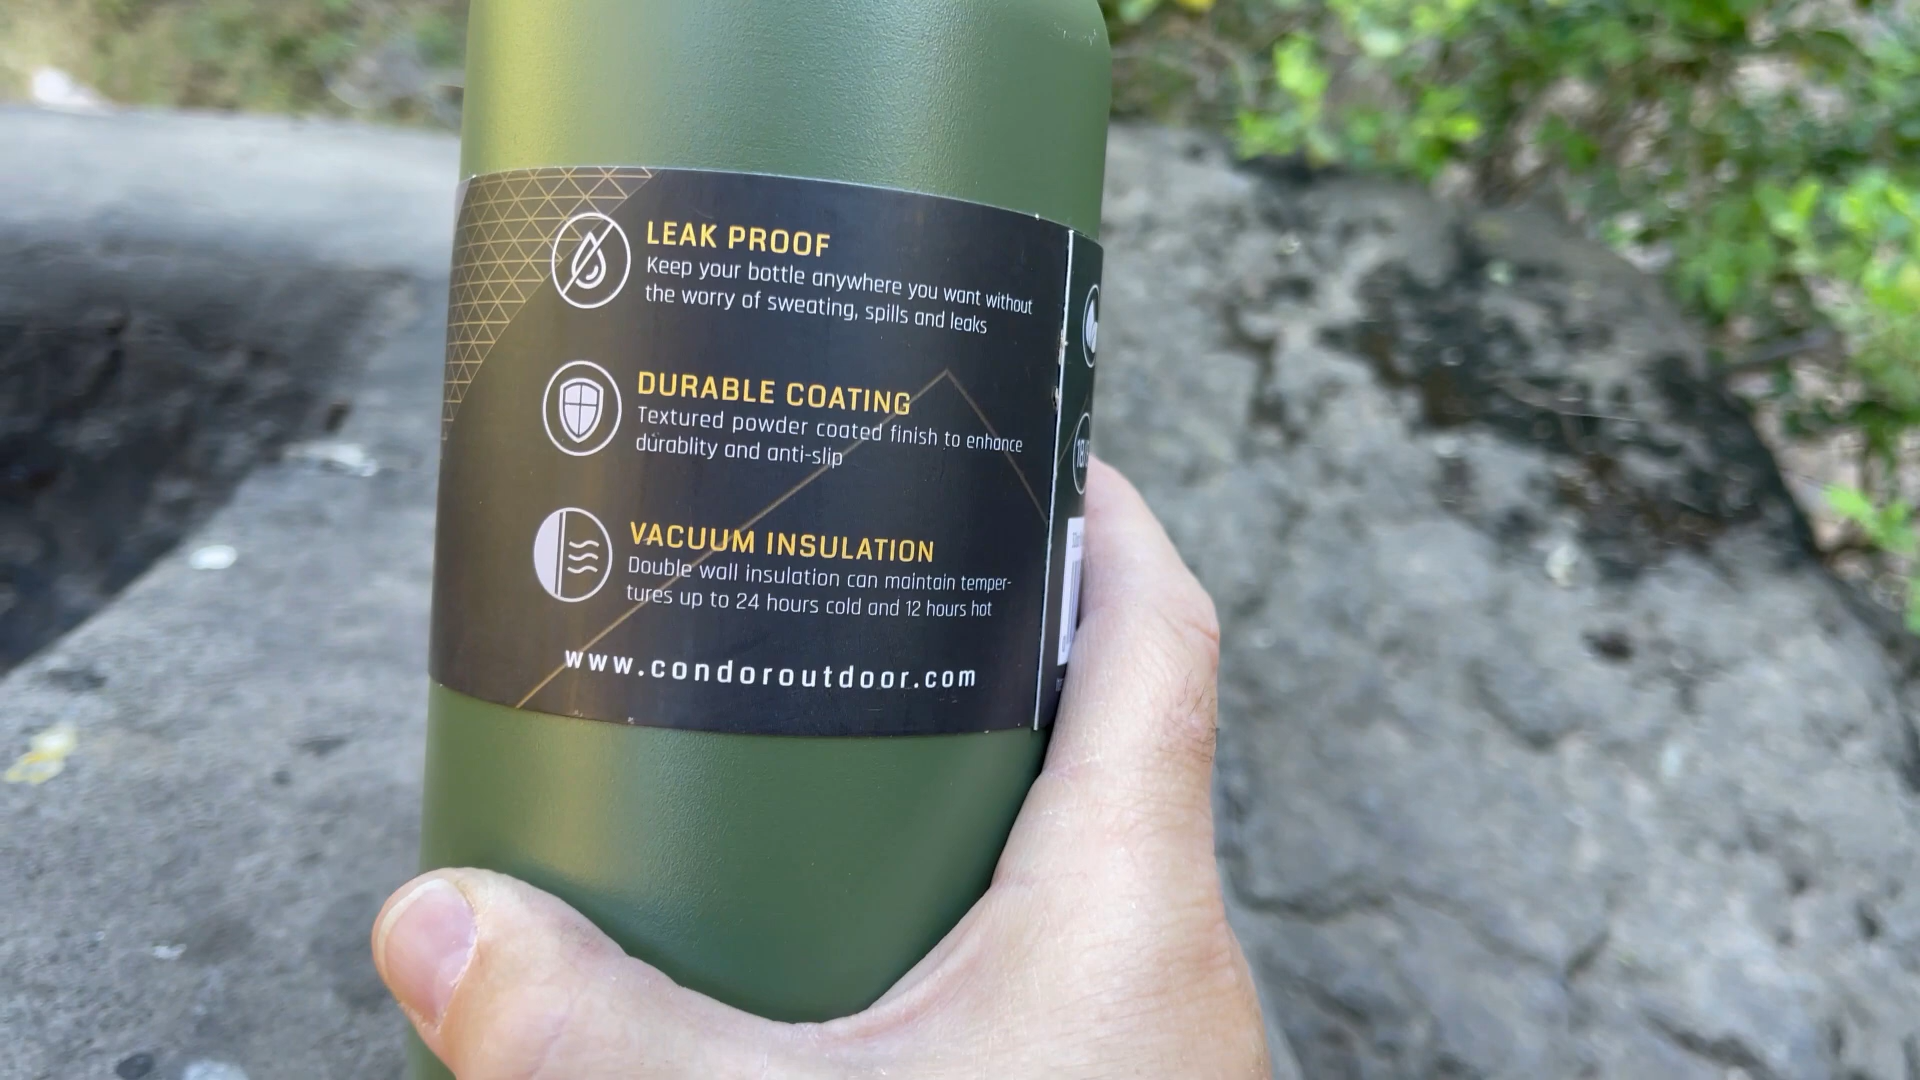 LEAK PROOF
Keep your bottle anywhere you want without
the worry of sweating, spills and leaks
DURABLE COATING
Textured powder coated finish to enhance
durablity and anti-slip
VACUUM INSULATION
Double wall insulation can maintain temper-
tures up to 24 hours cold and 12 hours hot
www.condoroutdoor.com